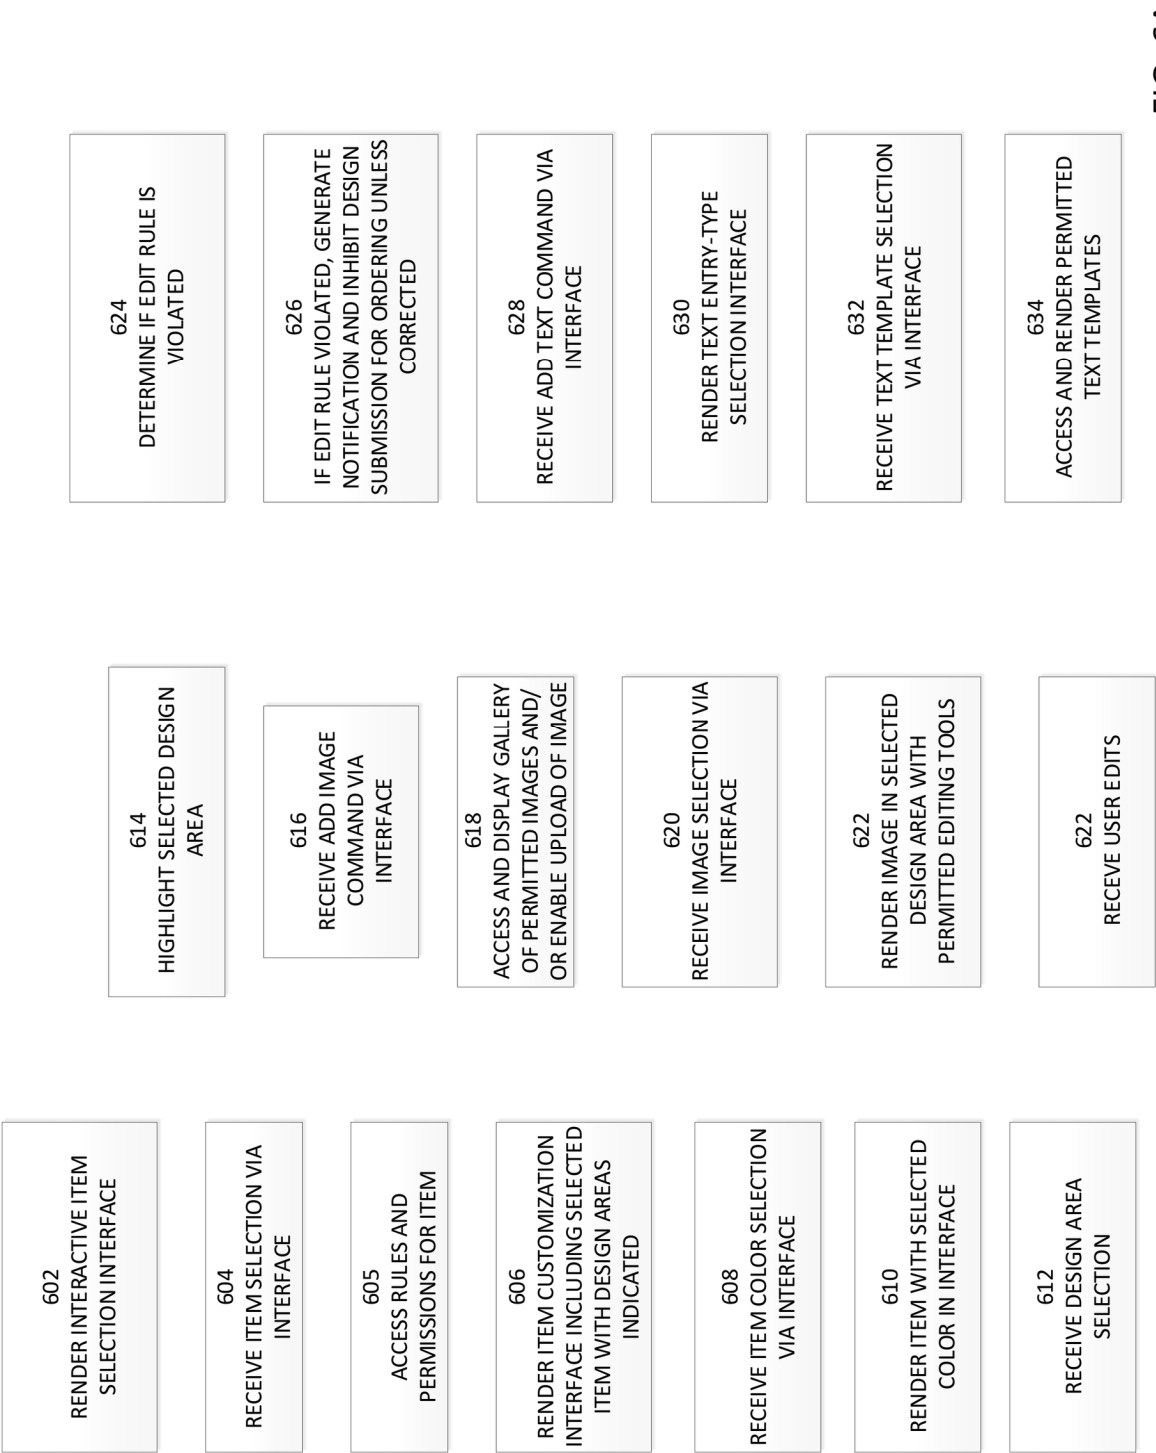 602
RENDER INTERACTIVE ITEM
SELECTION INTERFACE
604
RECEIVE ITEM SELECTION VIA
INTERFACE
605
ACCESS RULES AND
PERMISSIONS FOR ITEM
606
RENDER ITEM CUSTOMIZATION
INTERFACE INCLUDING SELECTED
ITEM WITH DESIGN AREAS
INDICATED
608
RECEIVE ITEM COLOR SELECTION
VIA INTERFACE
610
RENDER ITEM WITH SELECTED
COLOR IN INTERFACE
612
RECEIVE DESIGN AREA
SELECTION
614
HIGHLIGHT SELECTED DESIGN
AREA
616
RECEIVE ADD IMAGE
COMMAND VIA
INTERFACE
618
ACCESS AND DISPLAY GALLERY
OF PERMITTED IMAGES AND/
OR ENABLE UPLOAD OF IMAGE
620
RECEIVE IMAGE SELECTION VIA
INTERFACE
622
RENDER IMAGE IN SELECTED
DESIGN AREA WITH
PERMITTED EDITING TOOLS
622
RECEVE USER EDITS
624
DETERMINE IF EDIT RULE IS
VIOLATED
626
IF EDIT RULE VIOLATED, GENERATE
NOTIFICATION AND INHIBIT DESIGN
SUBMISSION FOR ORDERING UNLESS
CORRECTED
628
RECEIVE ADD TEXT COMMAND VIA
INTERFACE
630
RENDER TEXT ENTRY-TYPE
SELECTION INTERFACE
632
RECEIVE TEXT TEMPLATE SELECTION
VIA INTERFACE
634
ACCESS AND RENDER PERMITTED
TEXT TEMPLATES